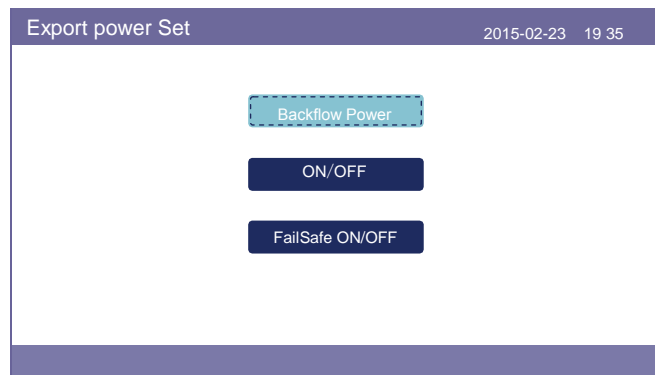 Export power Set
2015-02-23 19 35
Backflow Power
ON/OFF
FailSafe ON/OFF